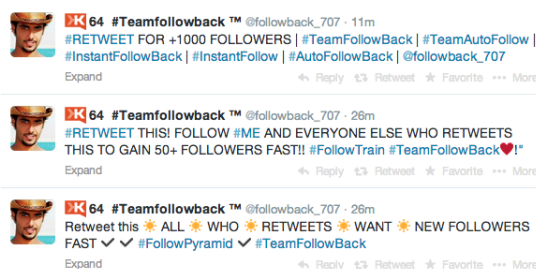 K 64 #Teamfollowback ™ @followback_707 · 11m
#RETWEET FOR +1000 FOLLOWERS | #TeamFollowBack | #TeamAutoFollow |
#InstantFollowBack | #InstantFollow | #AutoFollowBack | @followback_707
Expand Reply Retweet Favorite More
K 64 #Teamfollowback ™ @followback_707 · 26m
#RETWEET THIS! FOLLOW #ME AND EVERYONE ELSE WHO RETWEETS
THIS TO GAIN 50+ FOLLOWERS FAST!! #FollowTrain #TeamFollowBack♥!"
Expand Reply Retweet Favorite More
K 64 #Teamfollowback ™ @followback_707 · 26m
Retweet this ☀ ALL ☀ WHO ☀ RETWEETS ☀ WANT ☀ NEW FOLLOWERS
FAST ✔ ✔ #FollowPyramid ✔ #TeamFollowBack
Expand Reply Retweet Favorite More